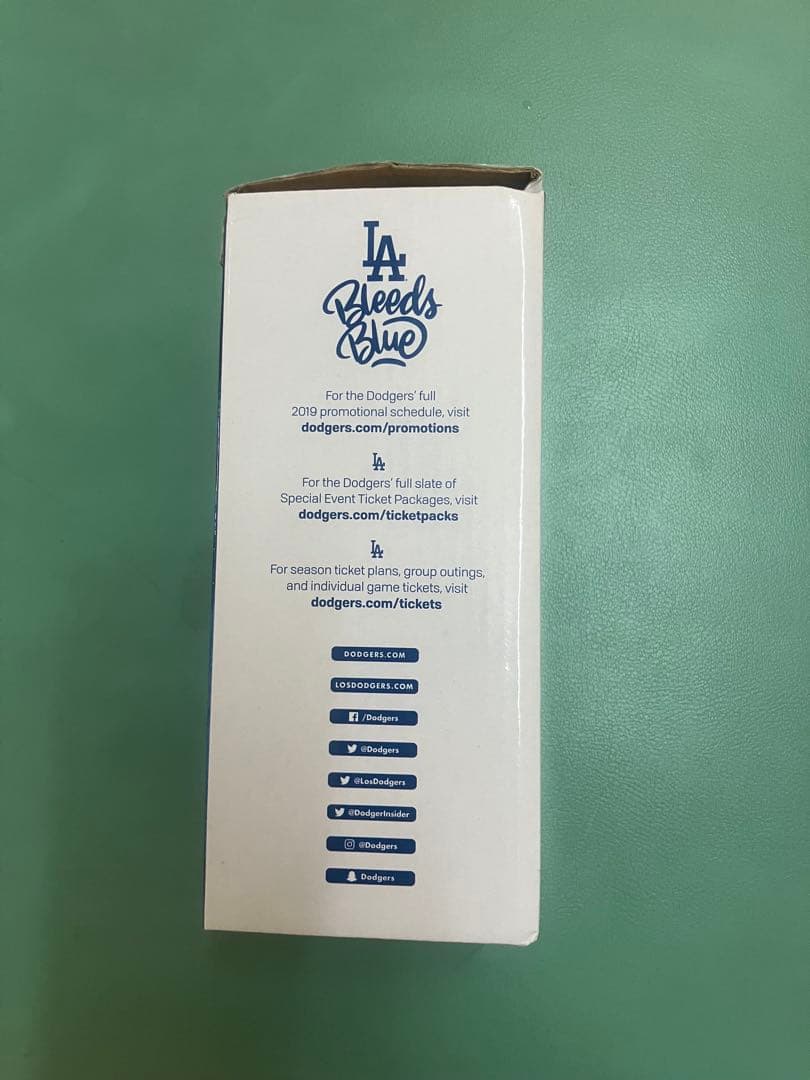 LA
Bleeds
Blue
For the Dodgers' full
2019 promotional schedule, visit
dodgers.com/promotions
LA
For the Dodgers' full slate of
Special Event Ticket Packages, visit
dodgers.com/ticketpacks
LA
For season ticket plans, group outings,
and individual game tickets, visit
dodgers.com/tickets
DODGERS.COM
LOSDODGERS.COM
/Dodgers
@Dodgers
@LosDodgers
@DodgerInsider
@Dodgers
Dodgers